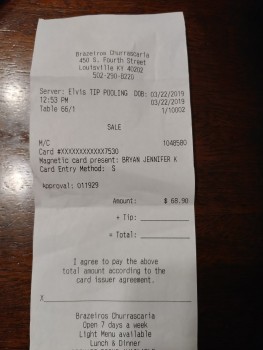 Brazeiros Churrascaria
450 S. Fourth Street
Louisville KY 40202
502-290-8220
Server: Elvis TIP POOLING DOB: 03/22/2019
12:53 PM 03/22/2019
Table 66/1 1/10002
SALE
M/C 1048580
Card #XXXXXXXXXXXX7530
Magnetic card present: BRYAN JENNIFER K
Card Entry Method: S
Approval: 011929
Amount: $ 68.90
+ Tip:
= Total:
I agree to pay the above
total amount according to the
card issuer agreement.
X
Brazeiros Churrascaria
Open 7 days a week
Light Menu available
Lunch & Dinner